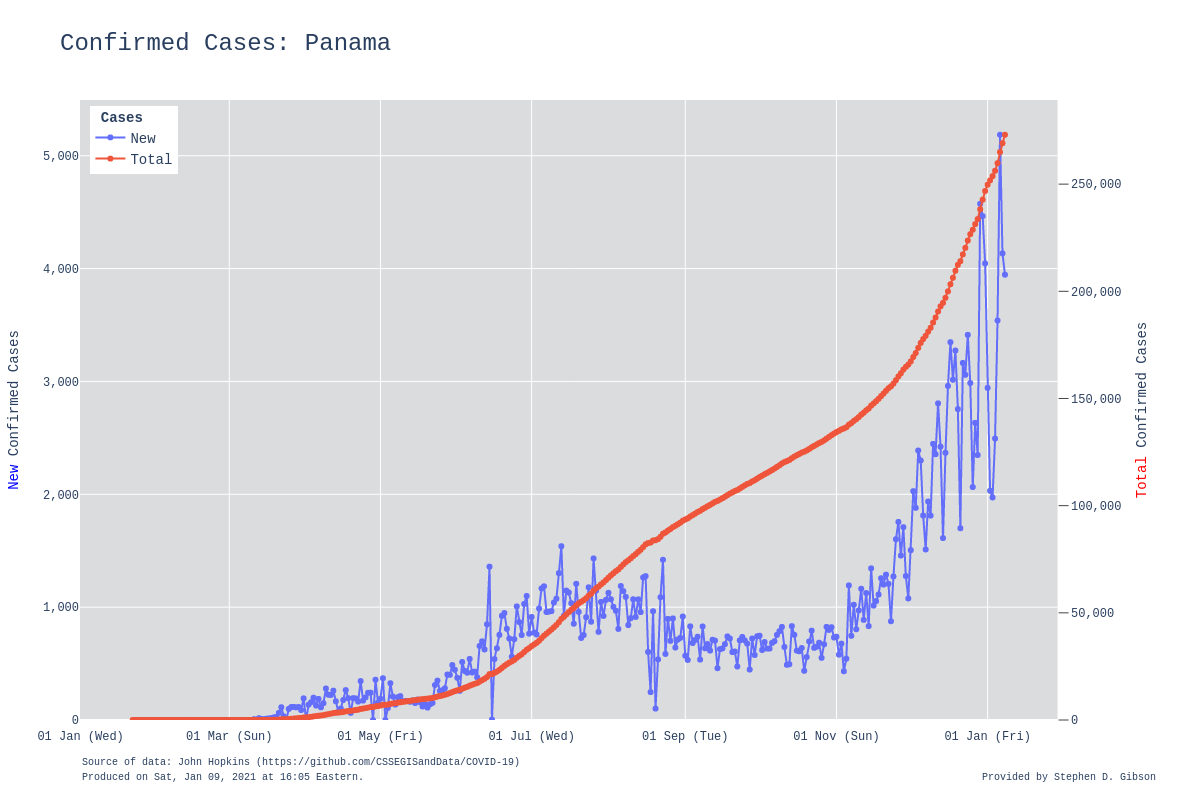 Confirmed Cases: Panama
Cases
New
Total
5,000
4,000
3,000
2,000
1,000
0
250,000
200,000
150,000
100,000
50,000
0
New Confirmed Cases
Total Confirmed Cases
01 Jan (Wed)
01 Mar (Sun)
01 May (Fri)
01 Jul (Wed)
01 Sep (Tue)
01 Nov (Sun)
01 Jan (Fri)
Source of data: John Hopkins (https://github.com/CSSEGISandData/COVID-19)
Produced on Sat, Jan 09, 2021 at 16:05 Eastern.
Provided by Stephen D. Gibson